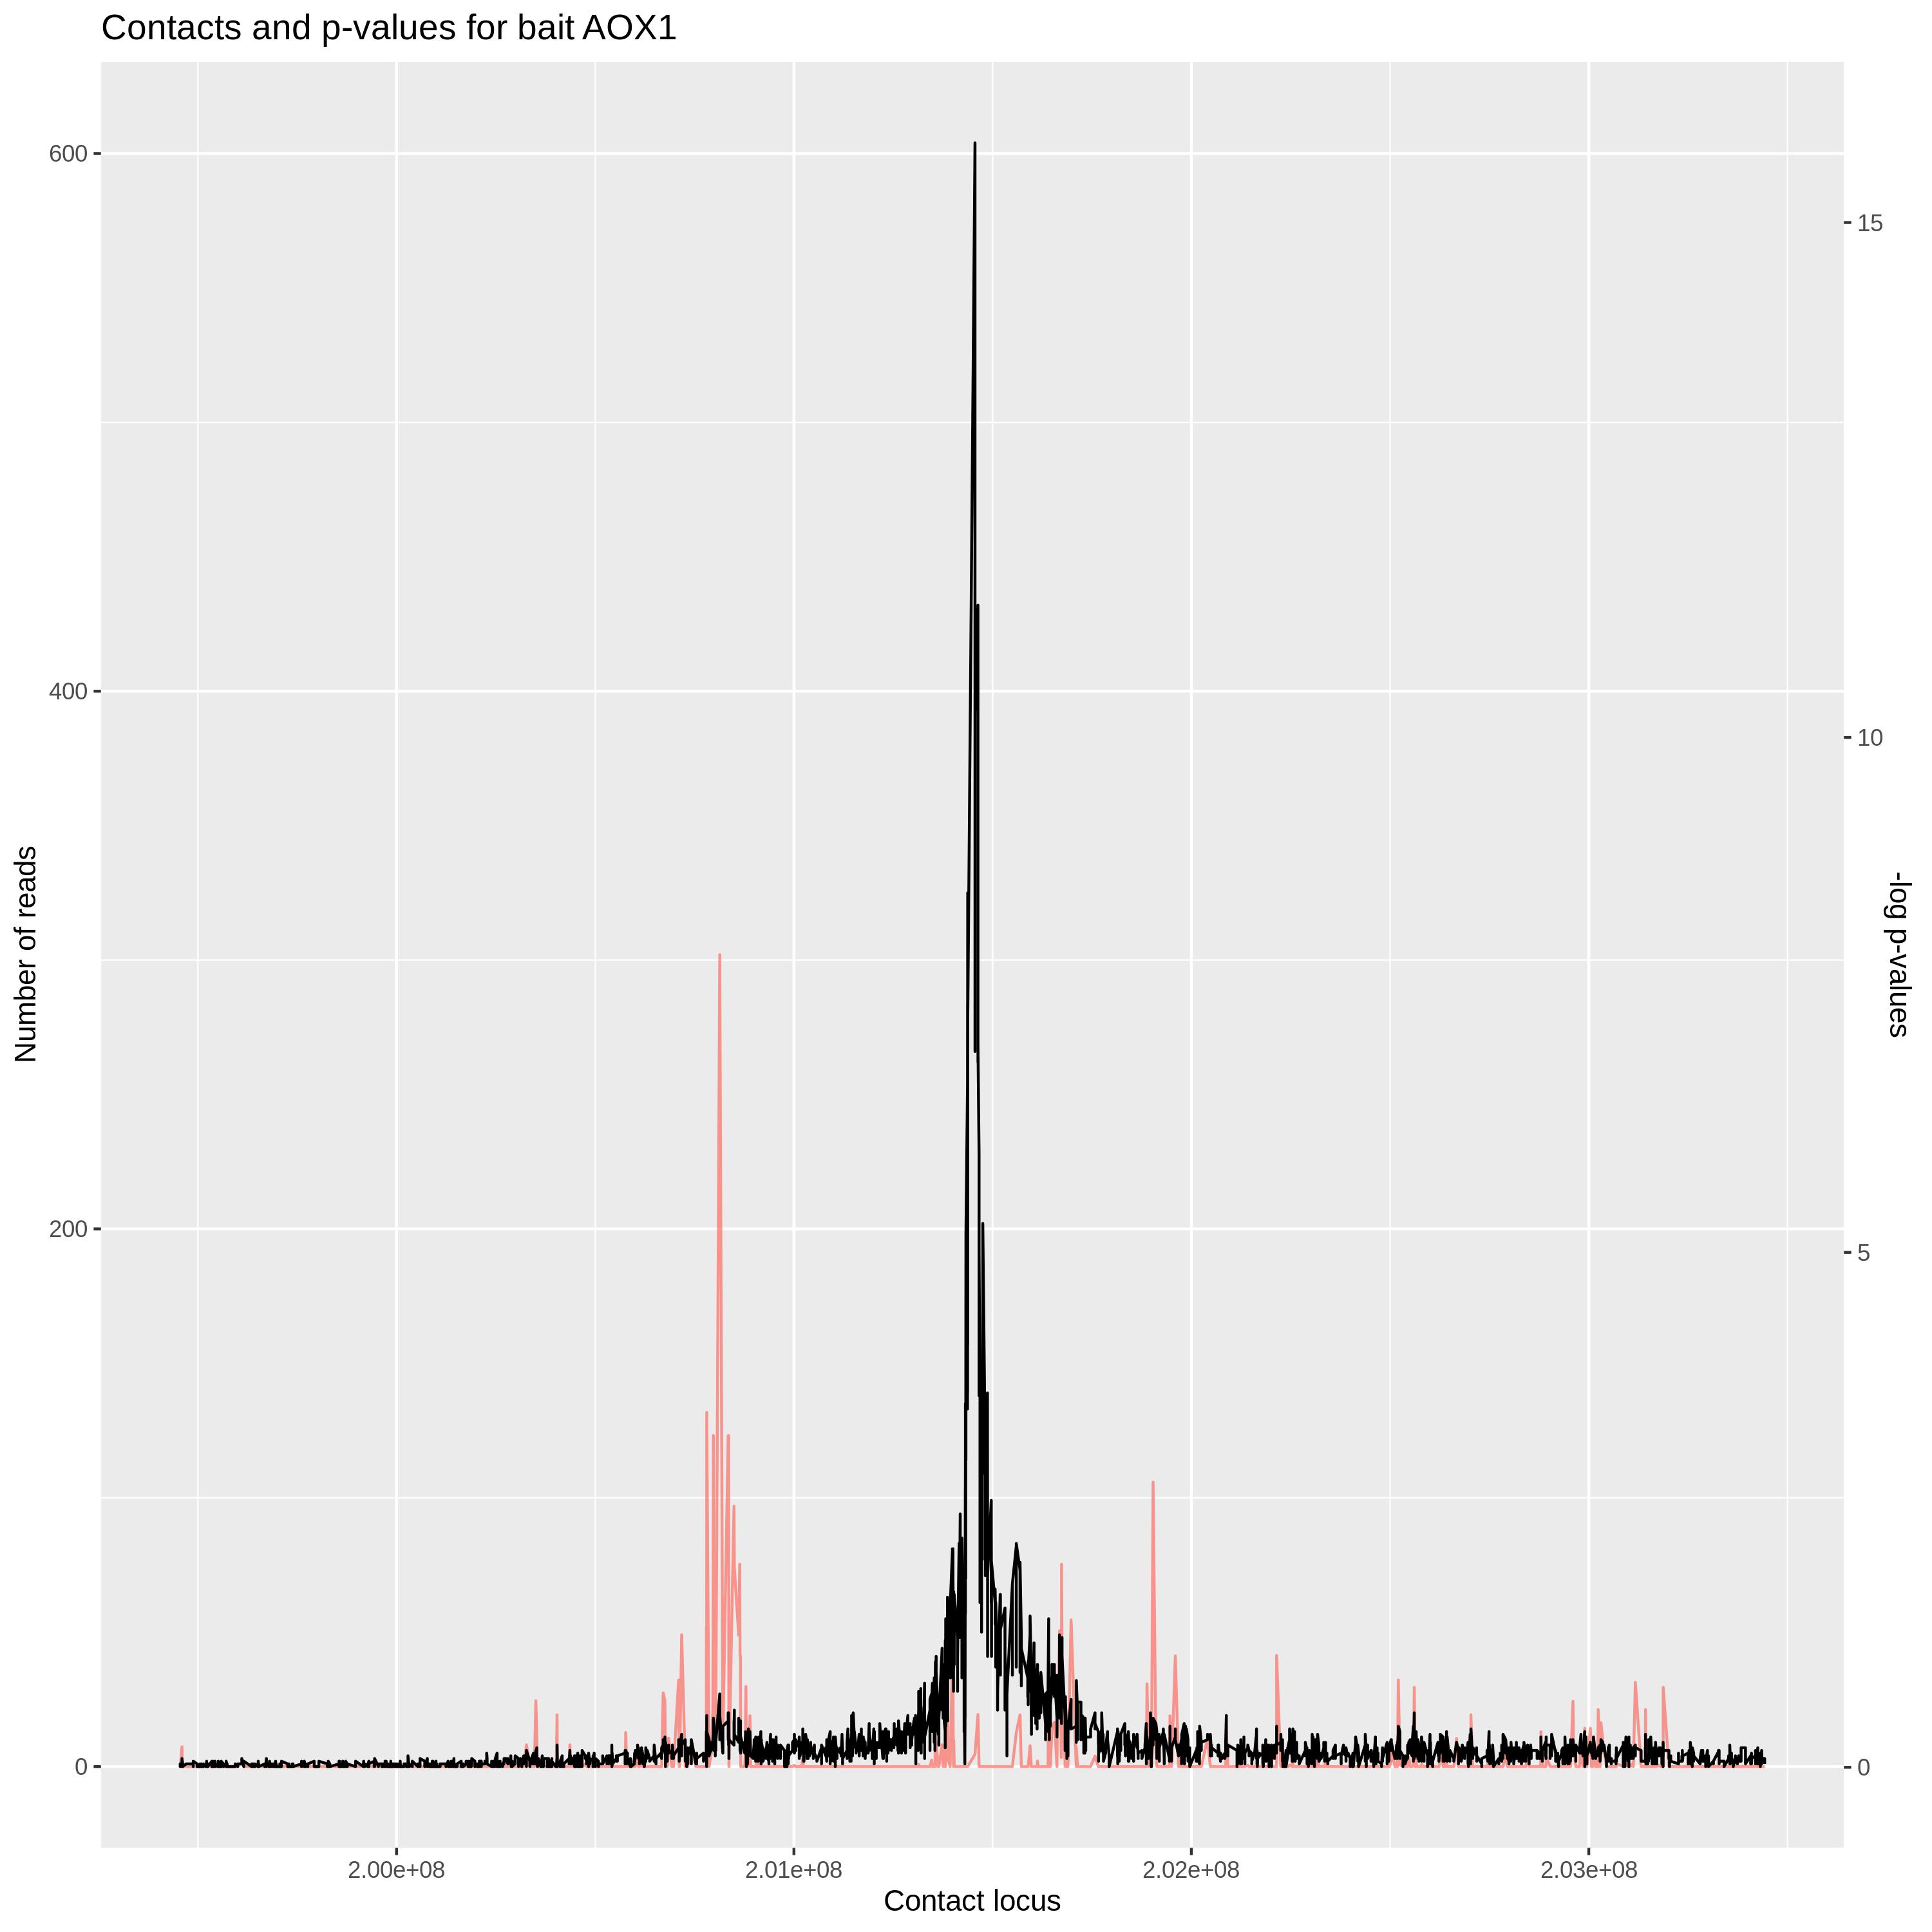 Contacts and p-values for bait AOX1
600
400
200
0
Number of reads
15
10
5
0
-log p-values
2.00e+08
2.01e+08
2.02e+08
2.03e+08
Contact locus